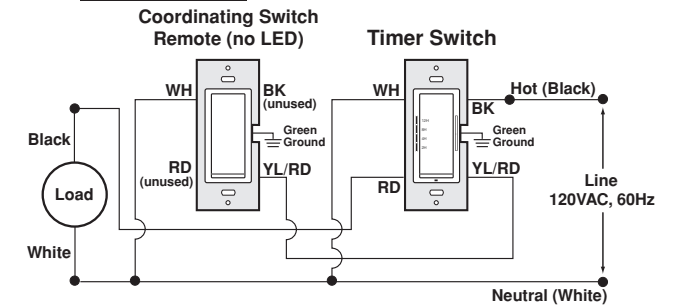 Coordinating Switch
Remote (no LED)
Timer Switch
WH
BK
(unused)
WH
Hot (Black)
BK
Black
Green
Ground
Green
Ground
RD
(unused)
YL/RD
RD
YL/RD
Load
Line
120VAC, 60Hz
White
Neutral (White)